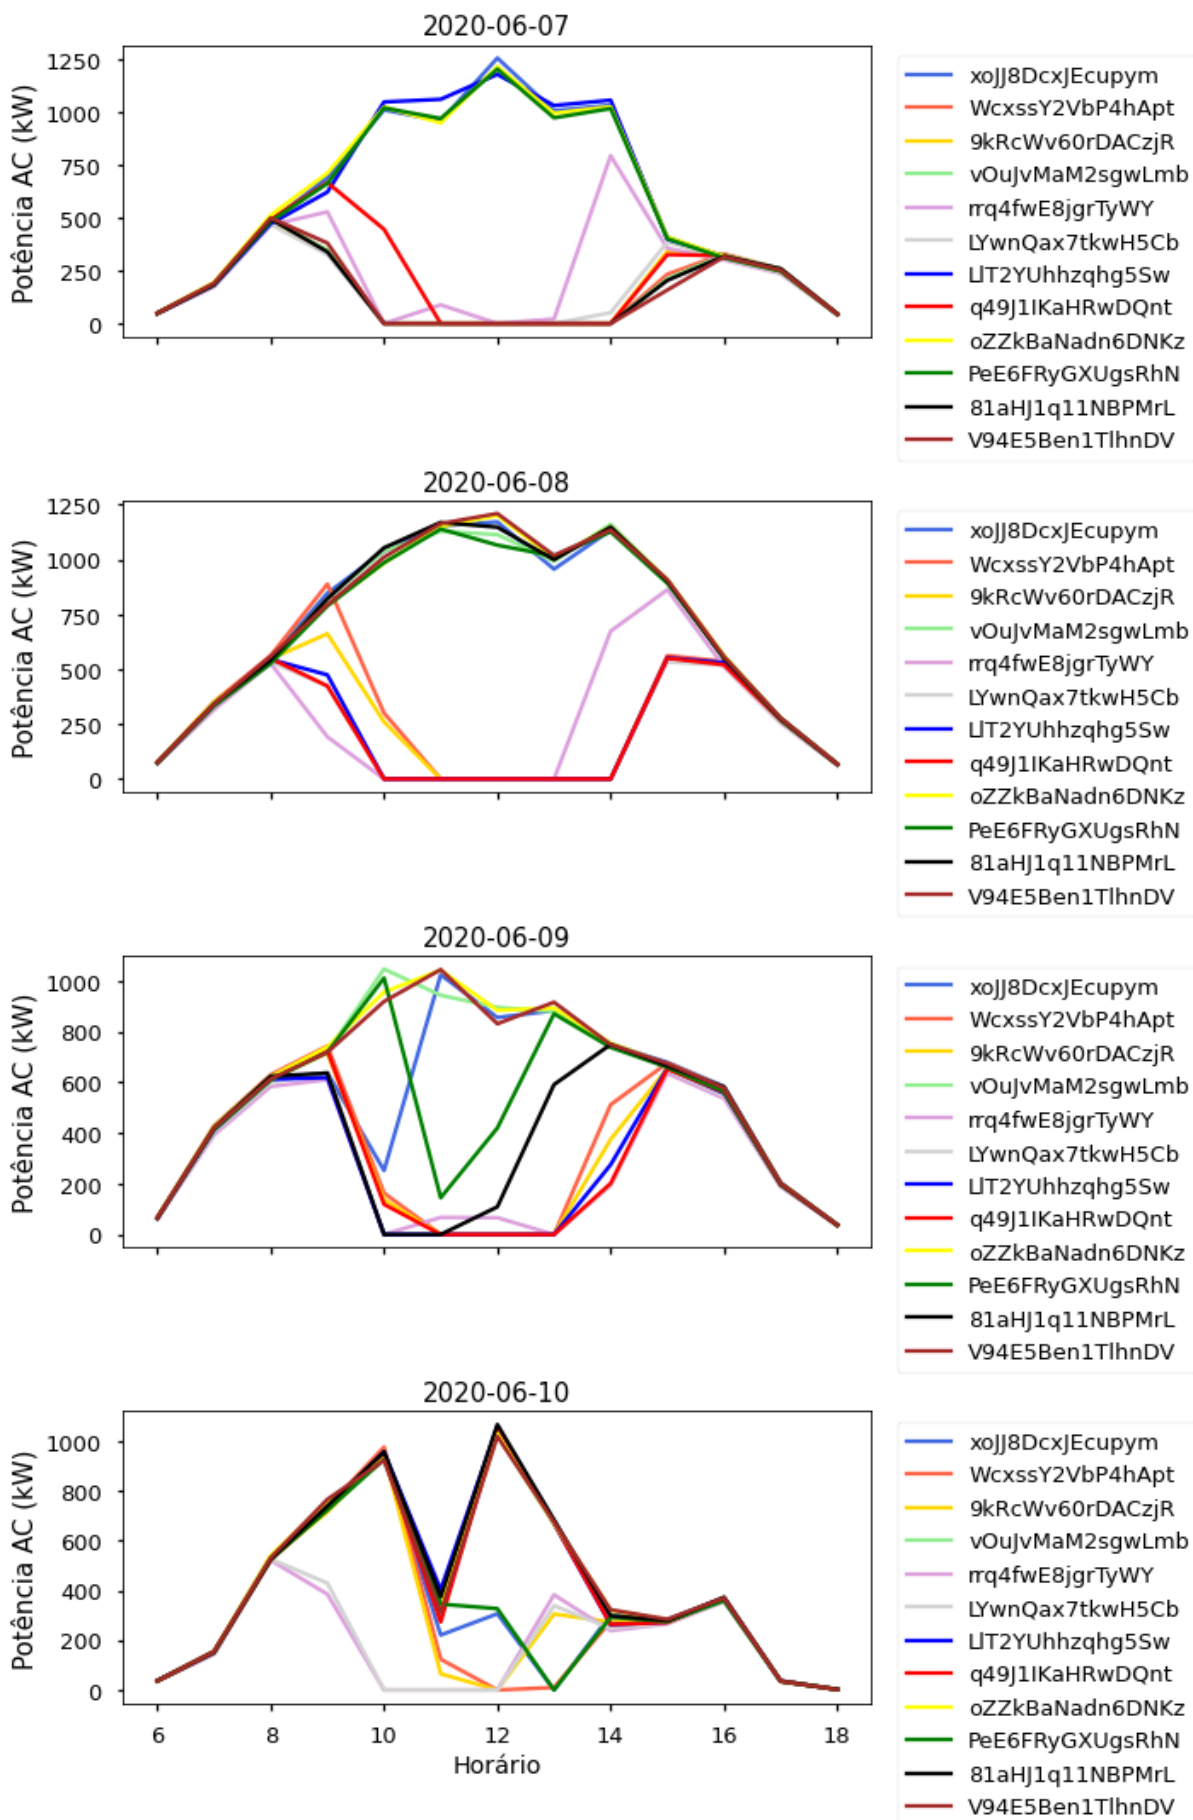 2020-06-07
Potência AC (kW)
1250
1000
750
500
250
0
xoJJ8DcxJEcupym
WcxssY2VbP4hApt
9kRcWv60rDACzjR
vOuJvMaM2sgwLmb
rrq4fwE8jgrTyWY
LYwnQax7tkwH5Cb
LlT2YUhhzqhg5Sw
q49J1IKaHRwDQnt
oZZkBaNadn6DNKz
PeE6FRyGXUgsRhN
81aHJ1q11NBPMrL
V94E5Ben1TlhnDV
2020-06-08
Potência AC (kW)
1250
1000
750
500
250
0
xoJJ8DcxJEcupym
WcxssY2VbP4hApt
9kRcWv60rDACzjR
vOuJvMaM2sgwLmb
rrq4fwE8jgrTyWY
LYwnQax7tkwH5Cb
LlT2YUhhzqhg5Sw
q49J1IKaHRwDQnt
oZZkBaNadn6DNKz
PeE6FRyGXUgsRhN
81aHJ1q11NBPMrL
V94E5Ben1TlhnDV
2020-06-09
Potência AC (kW)
1000
800
600
400
200
0
xoJJ8DcxJEcupym
WcxssY2VbP4hApt
9kRcWv60rDACzjR
vOuJvMaM2sgwLmb
rrq4fwE8jgrTyWY
LYwnQax7tkwH5Cb
LlT2YUhhzqhg5Sw
q49J1IKaHRwDQnt
oZZkBaNadn6DNKz
PeE6FRyGXUgsRhN
81aHJ1q11NBPMrL
V94E5Ben1TlhnDV
2020-06-10
Potência AC (kW)
1000
800
600
400
200
0
6 8 10 12 14 16 18
Horário
xoJJ8DcxJEcupym
WcxssY2VbP4hApt
9kRcWv60rDACzjR
vOuJvMaM2sgwLmb
rrq4fwE8jgrTyWY
LYwnQax7tkwH5Cb
LlT2YUhhzqhg5Sw
q49J1IKaHRwDQnt
oZZkBaNadn6DNKz
PeE6FRyGXUgsRhN
81aHJ1q11NBPMrL
V94E5Ben1TlhnDV